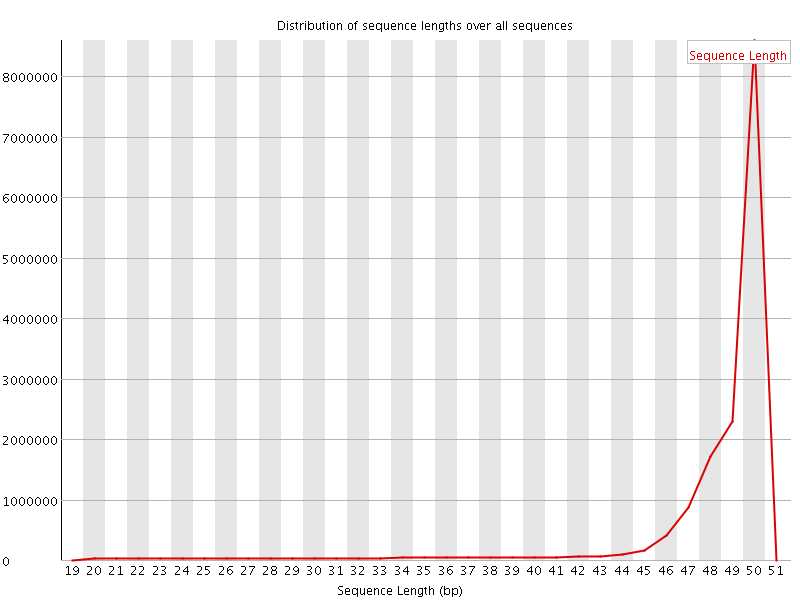 Distribution of sequence lengths over all sequences
Sequence Length
8000000
7000000
6000000
5000000
4000000
3000000
2000000
1000000
0
19 20 21 22 23 24 25 26 27 28 29 30 31 32 33 34 35 36 37 38 39 40 41 42 43 44 45 46 47 48 49 50 51
Sequence Length (bp)